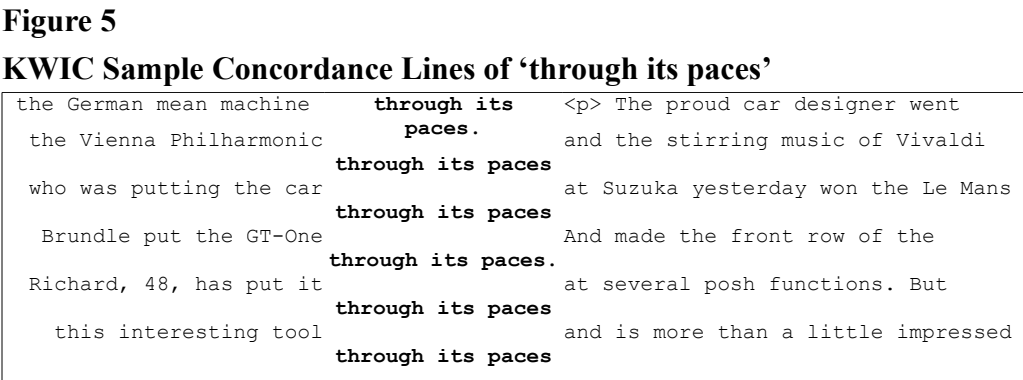 Figure 5
KWIC Sample Concordance Lines of ‘through its paces’
the German mean machine through its paces. <p> The proud car designer went
the Vienna Philharmonic through its paces and the stirring music of Vivaldi
who was putting the car through its paces at Suzuka yesterday won the Le Mans
Brundle put the GT-One through its paces. And made the front row of the
Richard, 48, has put it through its paces at several posh functions. But
this interesting tool through its paces and is more than a little impressed